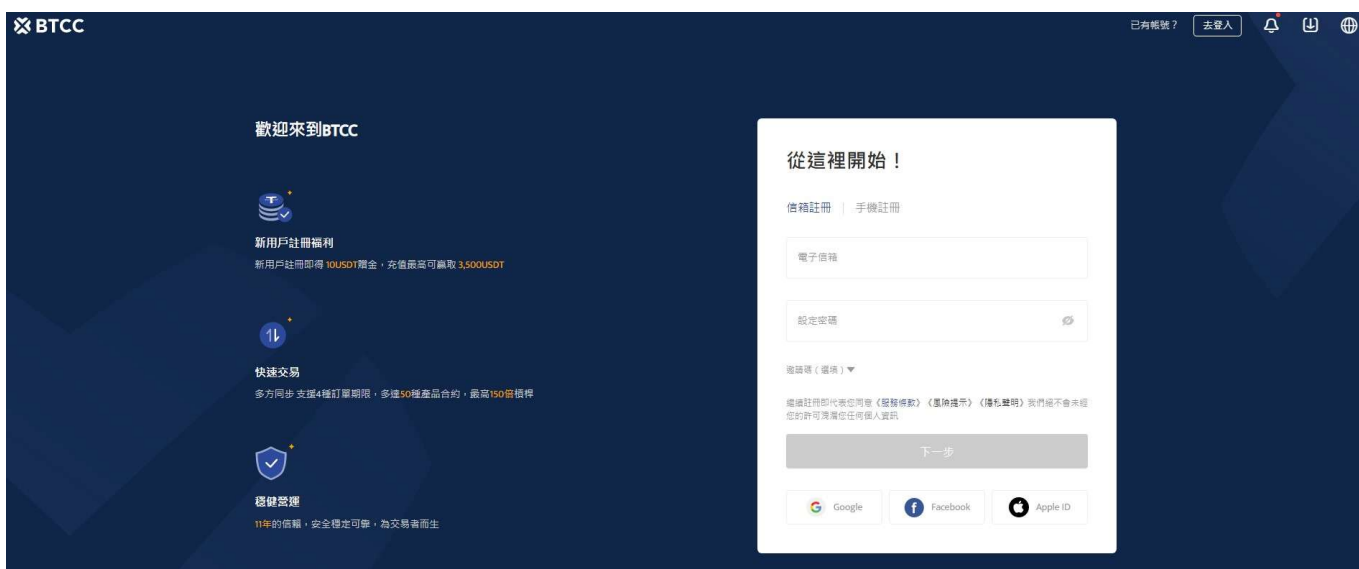 BTCC
已有帳號？ 去登入
歡迎來到BTCC
新用戶註冊福利
新用戶註冊即得 10USDT贈金，充值最高可贏取 3,500USDT
快速交易
多方同步 支援4種訂單期限，多達50種產品合約，最高150倍槓桿
穩健營運
11年的信賴，安全穩定可靠，為交易者而生
從這裡開始！
信箱註冊 | 手機註冊
電子信箱
設定密碼
邀請碼（選填）▼
繼續註冊即代表您同意《服務條款》《風險提示》《隱私聲明》我們絕不會未經
您的許可洩漏您任何個人資訊
下一步
Google Facebook Apple ID